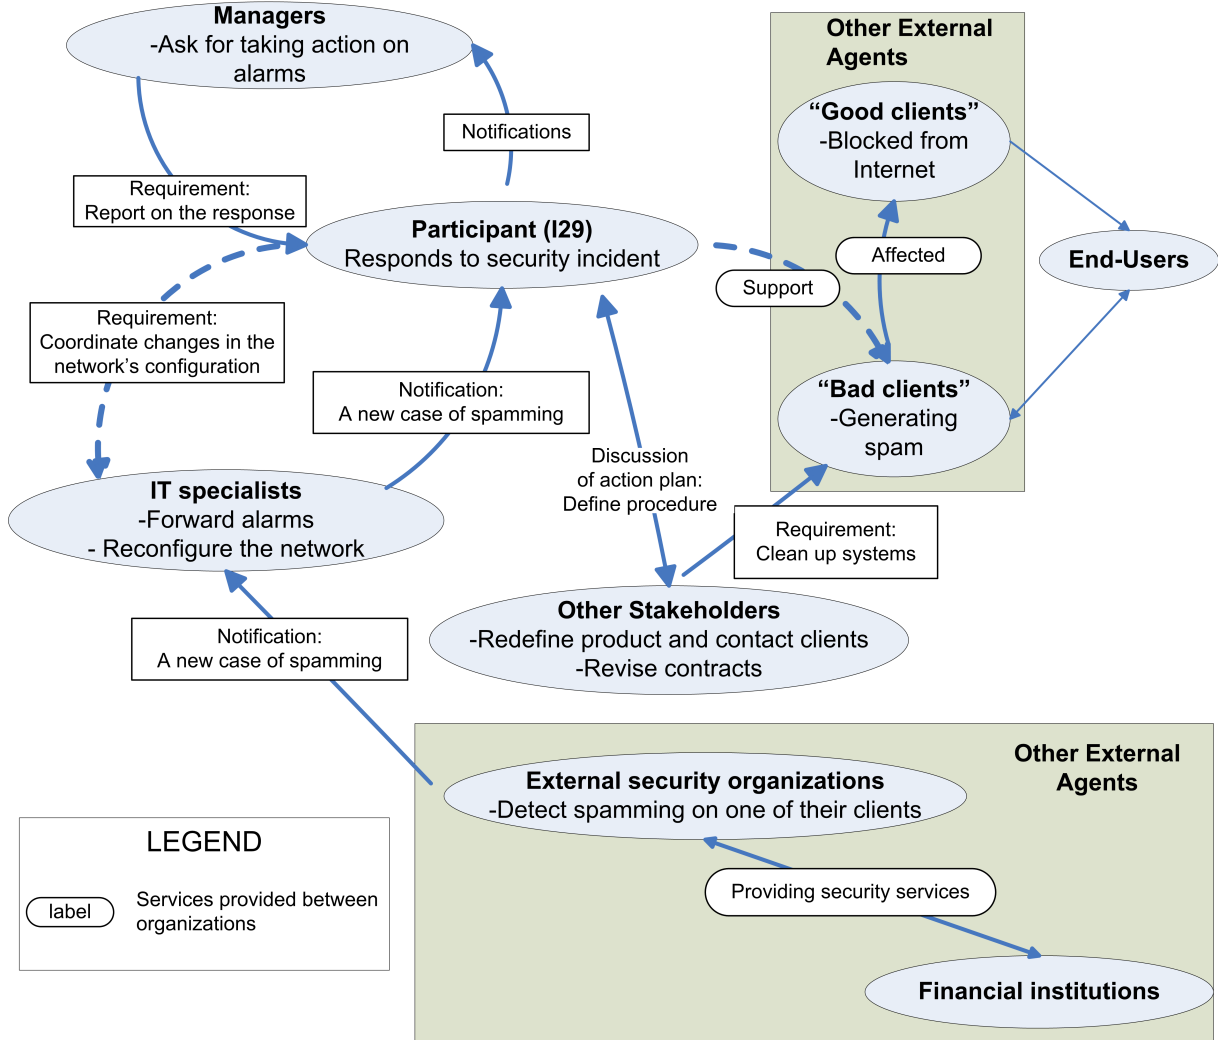 Managers
-Ask for taking action on
alarms
Other External
Agents
“Good clients”
-Blocked from
Internet
Notifications
Requirement:
Report on the response
Participant (I29)
Responds to security incident
Affected
End-Users
Support
Requirement:
Coordinate changes in the
network’s configuration
Notification:
A new case of spamming
“Bad clients”
-Generating
spam
Discussion
of action plan:
Define procedure
IT specialists
-Forward alarms
- Reconfigure the network
Requirement:
Clean up systems
Other Stakeholders
-Redefine product and contact clients
-Revise contracts
Notification:
A new case of spamming
Other External
Agents
External security organizations
-Detect spamming on one of their clients
LEGEND
label
Services provided between
organizations
Providing security services
Financial institutions